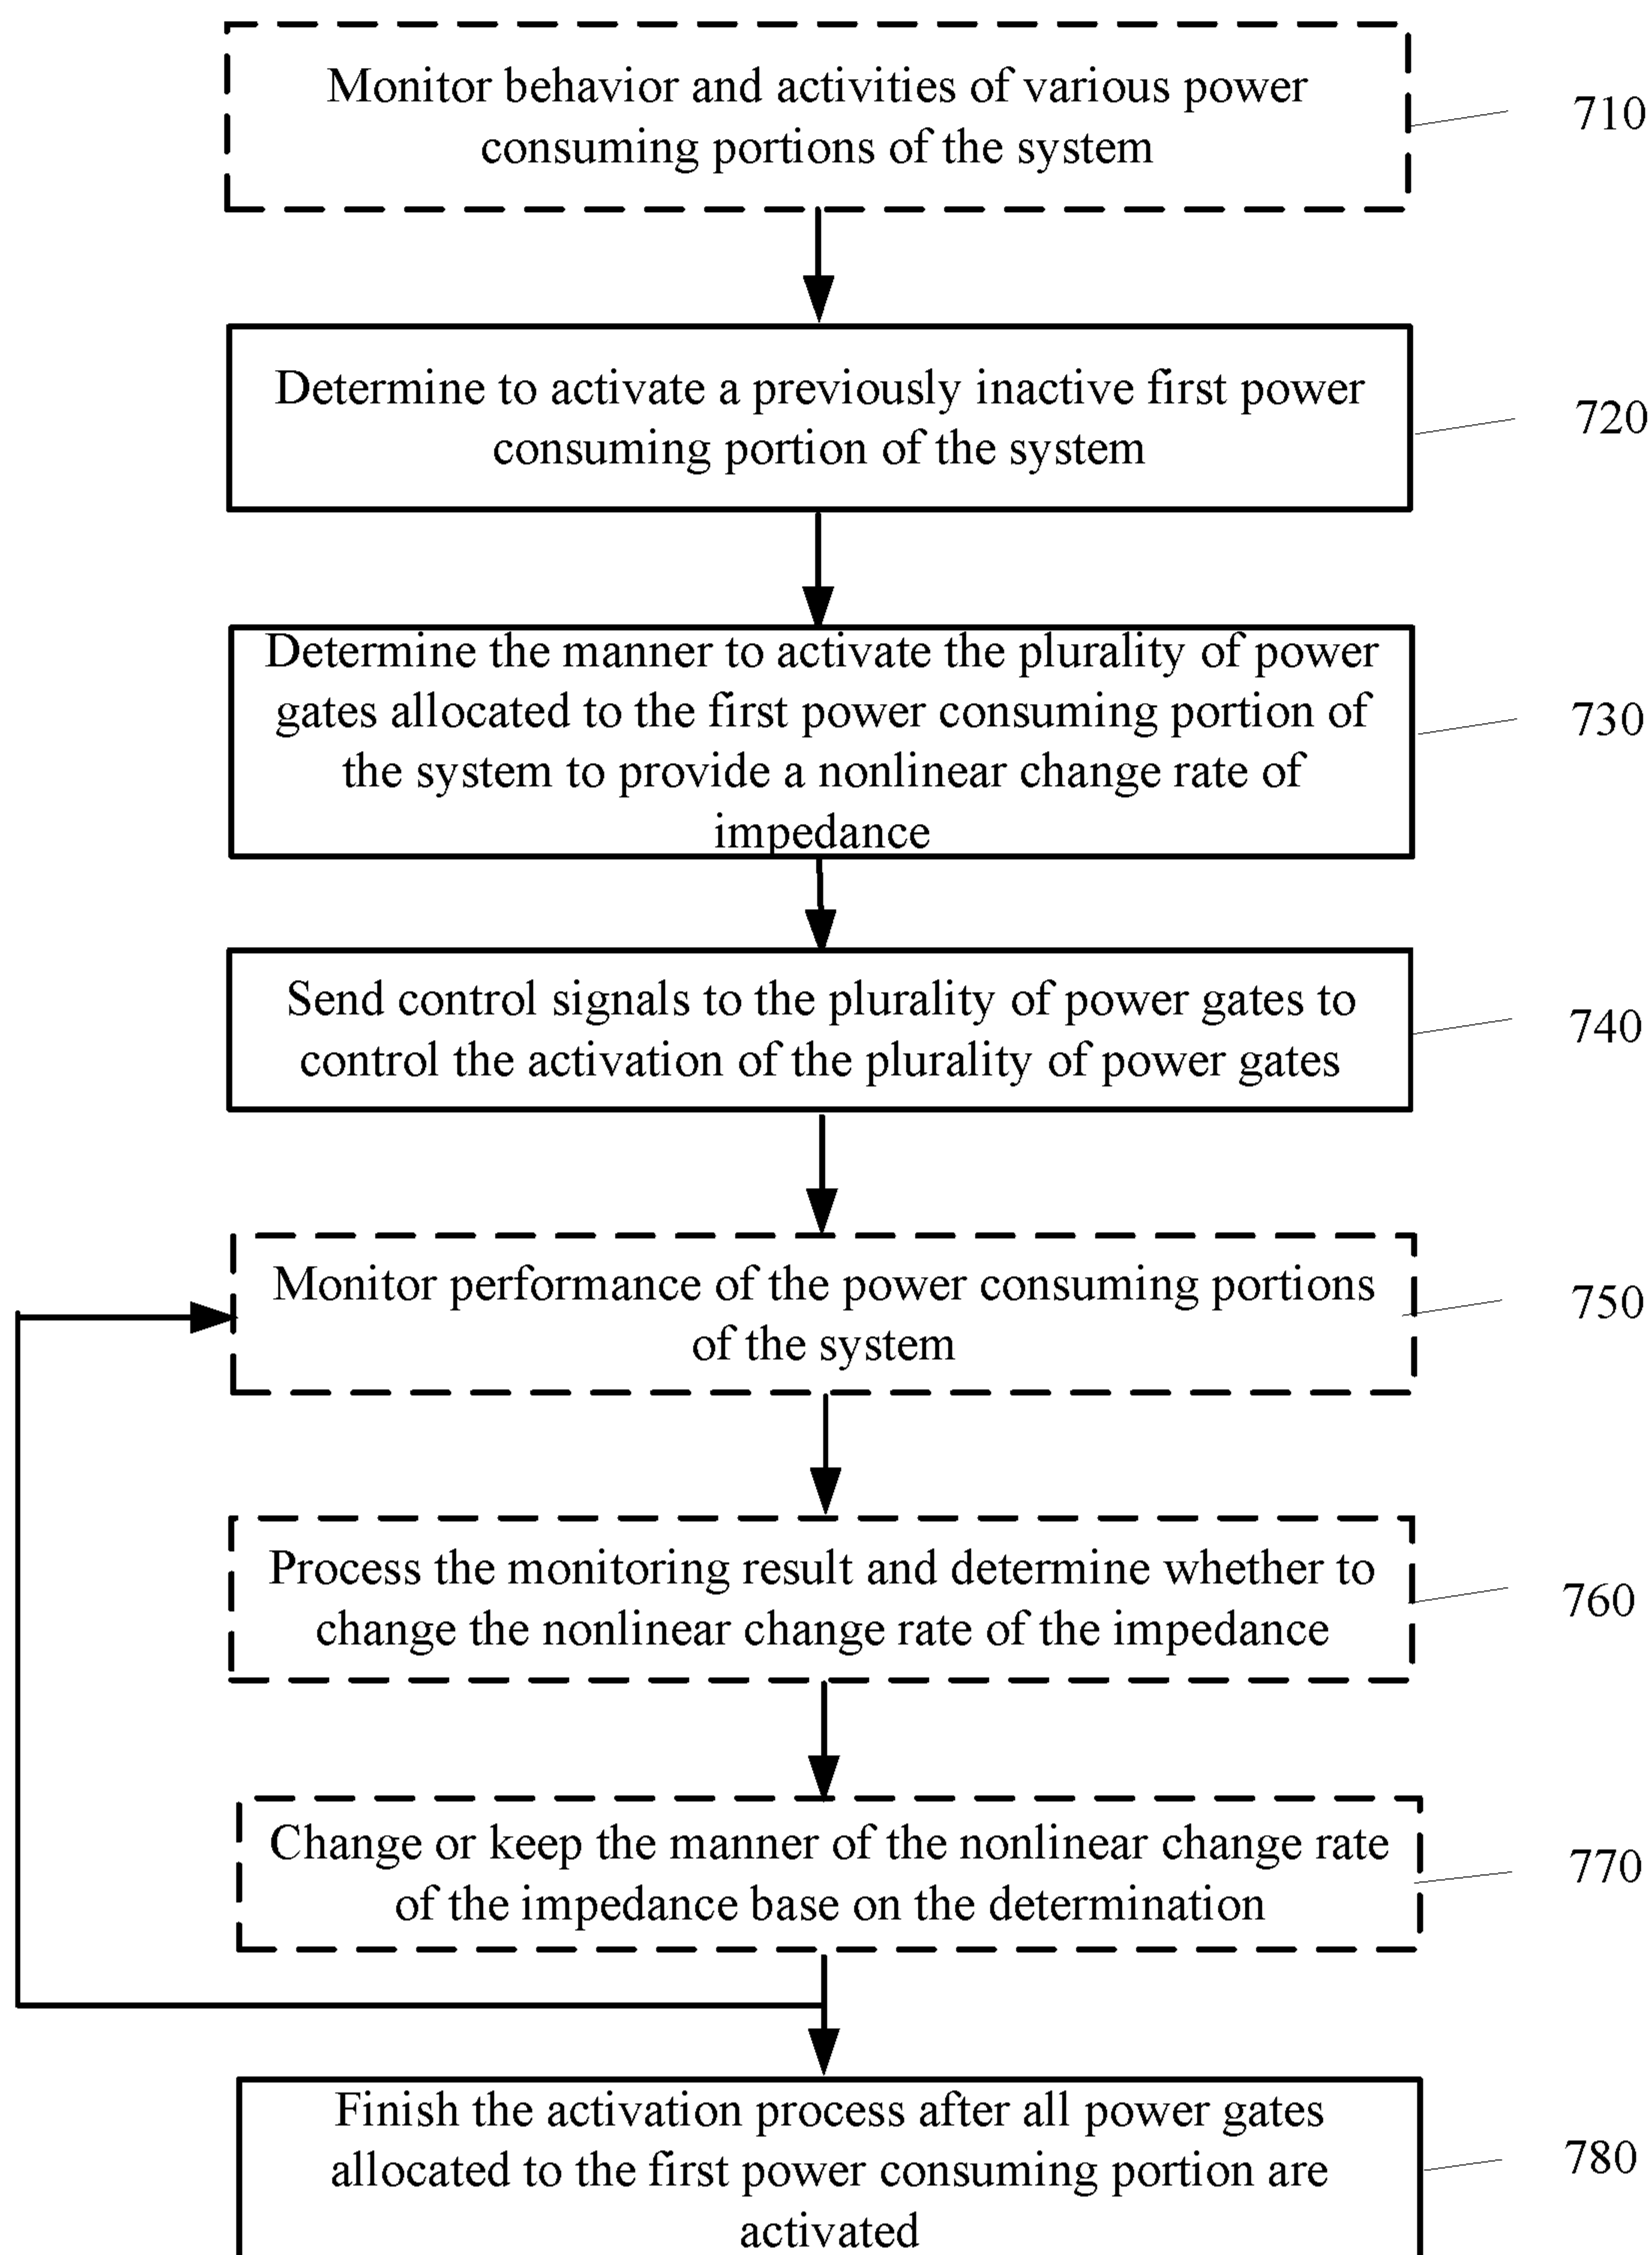 Monitor behavior and activities of various power
consuming portions of the system
710
Determine to activate a previously inactive first power
consuming portion of the system
720
Determine the manner to activate the plurality of power
gates allocated to the first power consuming portion of
the system to provide a nonlinear change rate of
impedance
730
Send control signals to the plurality of power gates to
control the activation of the plurality of power gates
740
Monitor performance of the power consuming portions
of the system
750
Process the monitoring result and determine whether to
change the nonlinear change rate of the impedance
760
Change or keep the manner of the nonlinear change rate
of the impedance base on the determination
770
Finish the activation process after all power gates
allocated to the first power consuming portion are
activated
780